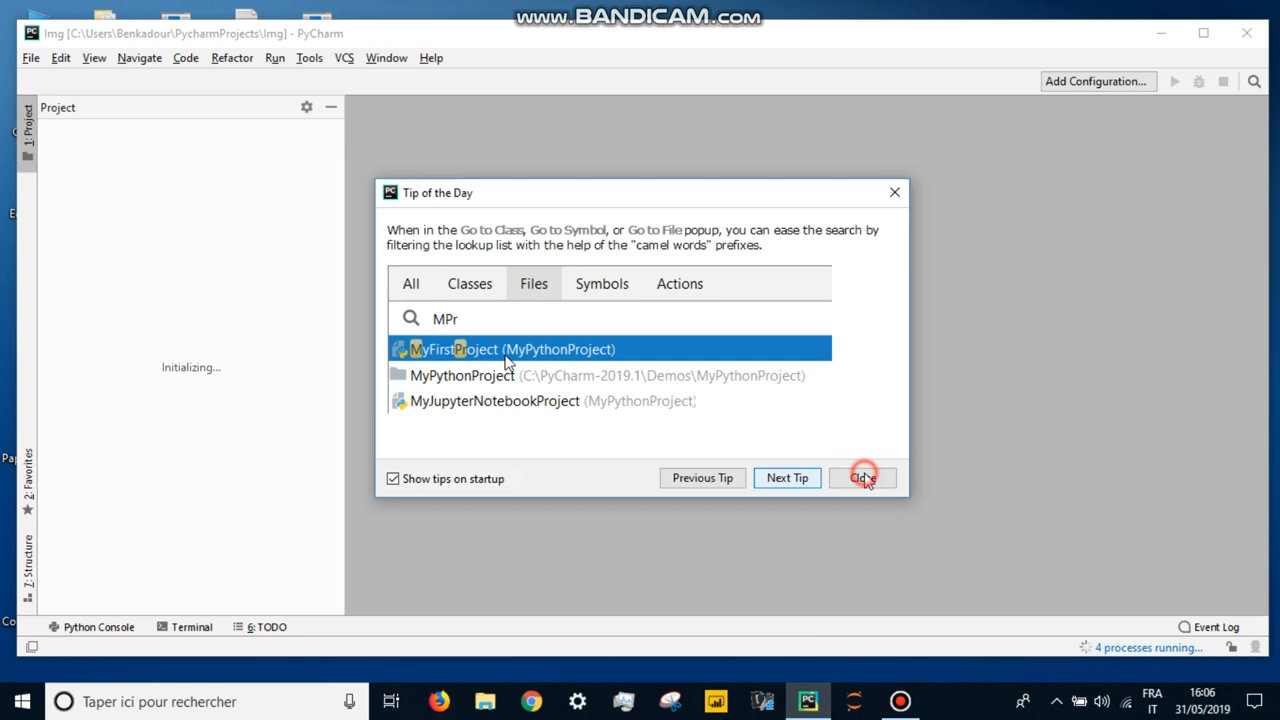 www.BANDICAM.com
PC Img [C:\Users\Benkadour\PycharmProjects\Img] - PyCharm
File Edit View Navigate Code Refactor Run Tools VCS Window Help
Add Configuration...
1: Project
Project
PC Tip of the Day
When in the Go to Class, Go to Symbol, or Go to File popup, you can ease the search by
filtering the lookup list with the help of the "camel words" prefixes.
All Classes Files Symbols Actions
MPr
MyFirstProject (MyPythonProject)
MyPythonProject (C:\PyCharm-2019.1\Demos\MyPythonProject)
MyJupyterNotebookProject (MyPythonProject)
Initializing...
Show tips on startup
Previous Tip Next Tip Close
2: Favorites
7: Structure
Python Console Terminal 6: TODO
Event Log
4 processes running...
Taper ici pour rechercher
PC
FRA
IT
16:06
31/05/2019